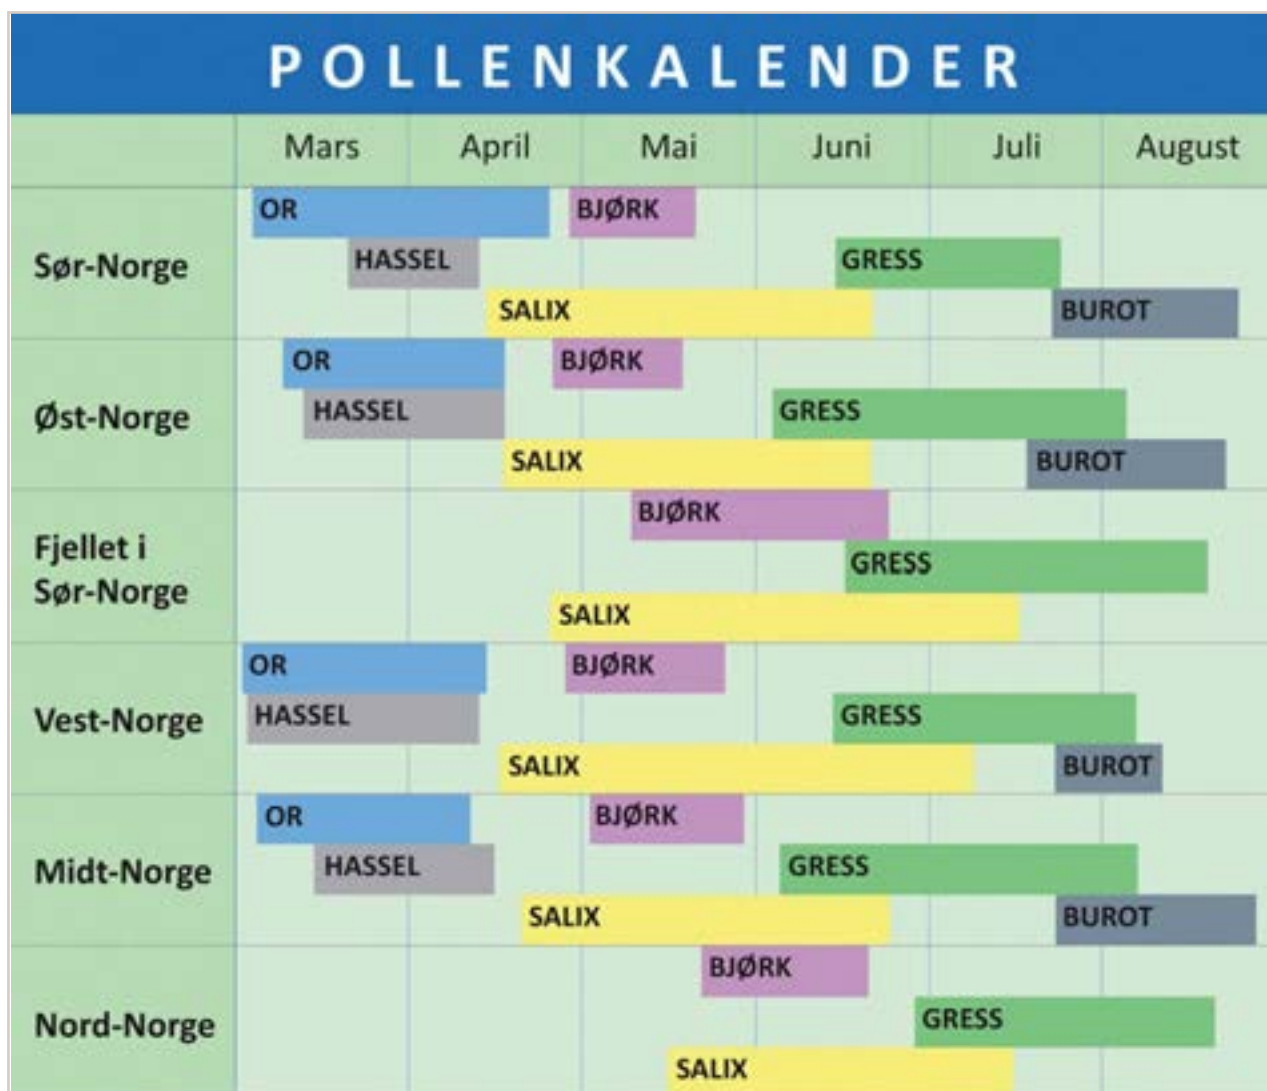 POLLENKALENDER
Mars April Mai Juni Juli August
OR BJØRK
Sør-Norge HASSEL GRESS
SALIX BUROT
OR BJØRK
Øst-Norge HASSEL GRESS
SALIX BUROT
BJØRK
Fjellet i
Sør-Norge GRESS
SALIX
OR BJØRK
Vest-Norge HASSEL GRESS
SALIX BUROT
OR BJØRK
Midt-Norge HASSEL GRESS
SALIX BUROT
BJØRK
Nord-Norge GRESS
SALIX